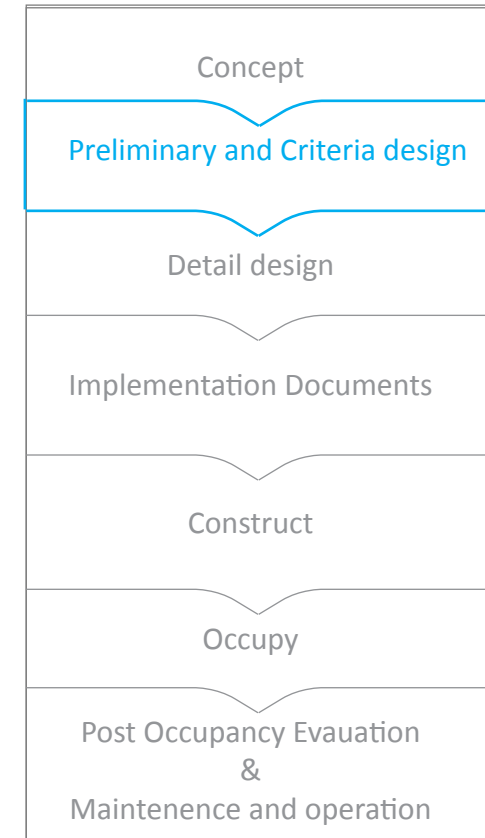 Concept
Preliminary and Criteria design
Detail design
Implementation Documents
Construct
Occupy
Post Occupancy Evauation
&
Maintenence and operation